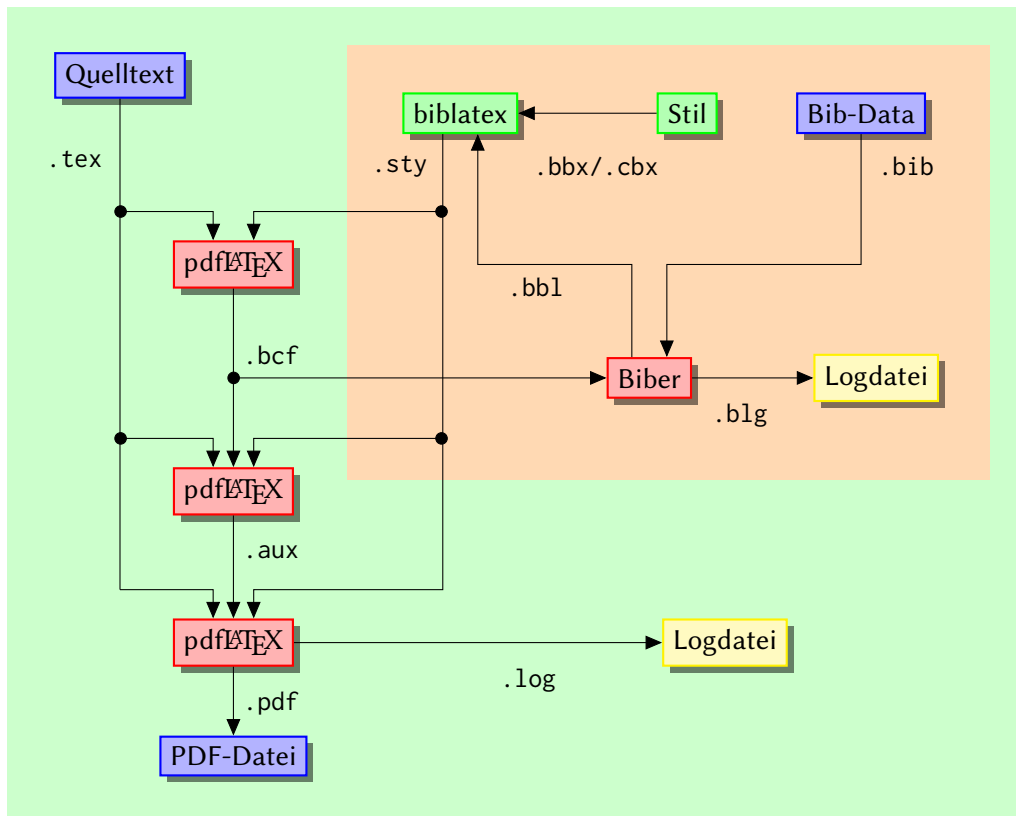 Quelltext
biblatex
Stil
Bib-Data
.tex
.sty
.bbx/.cbx
.bib
pdfLATEX
.bbl
.bcf
Biber
Logdatei
.blg
pdfLATEX
.aux
pdfLATEX
Logdatei
.log
.pdf
PDF-Datei